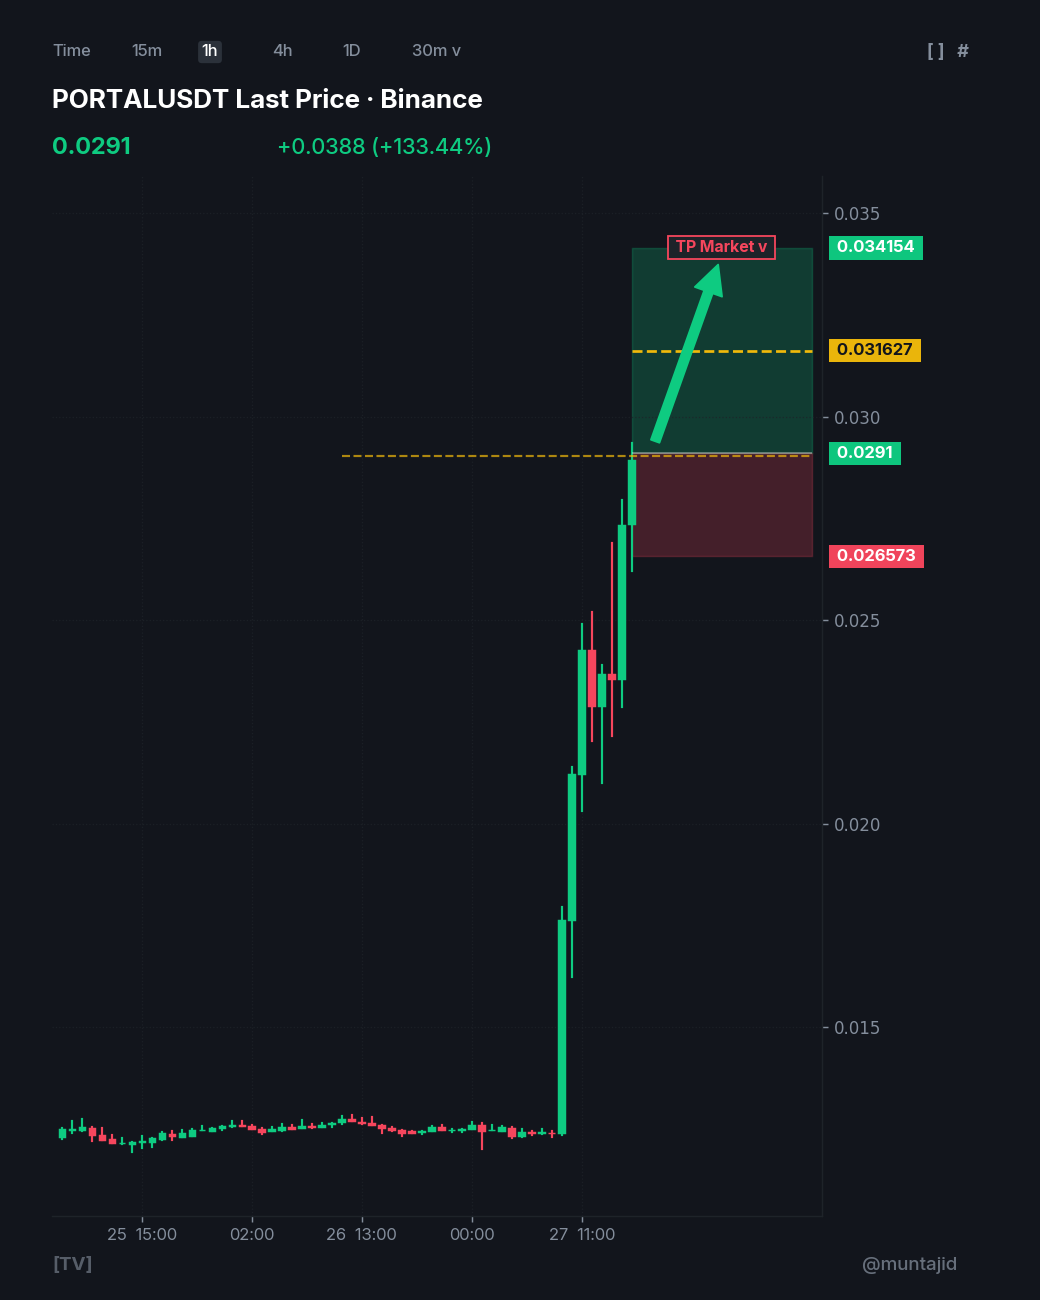 Time 15m 1h 4h 1D 30m v [ ] #
PORTALUSDT Last Price · Binance
0.0291 +0.0388 (+133.44%)
0.035
TP Market v 0.034154
0.031627
0.030
0.0291
0.026573
0.025
0.020
0.015
25 15:00 02:00 26 13:00 00:00 27 11:00
[TV] @muntajid